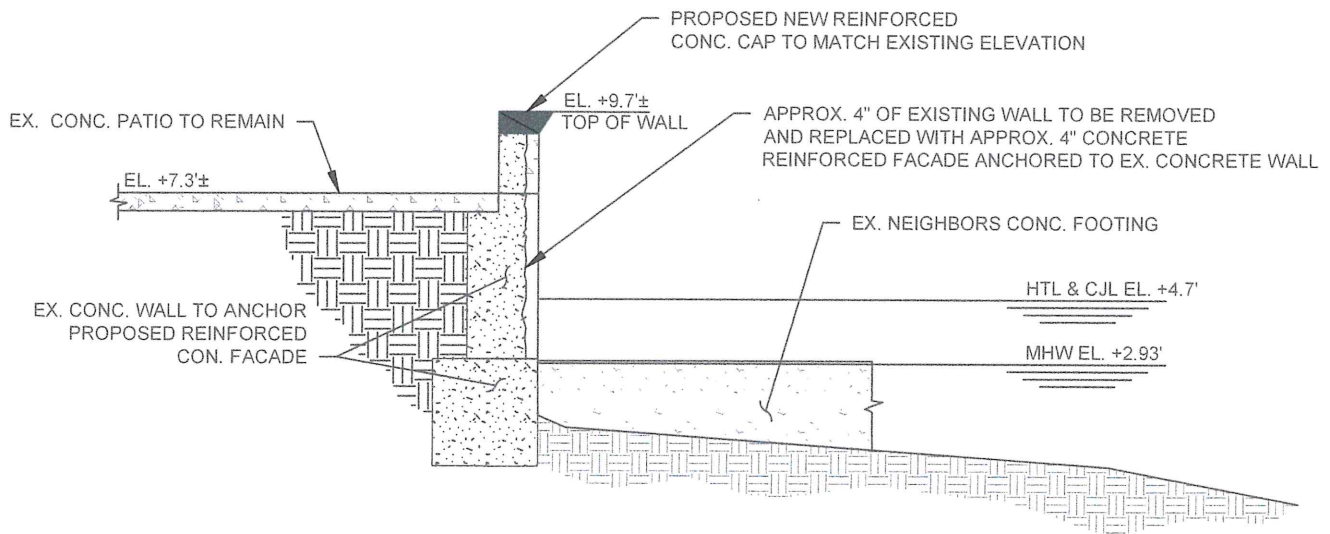 PROPOSED NEW REINFORCED
CONC. CAP TO MATCH EXISTING ELEVATION
EL. +9.7'±
TOP OF WALL
EX. CONC. PATIO TO REMAIN
APPROX. 4" OF EXISTING WALL TO BE REMOVED
AND REPLACED WITH APPROX. 4" CONCRETE
REINFORCED FACADE ANCHORED TO EX. CONCRETE WALL
EL. +7.3'±
EX. NEIGHBORS CONC. FOOTING
HTL & CJL EL. +4.7'
EX. CONC. WALL TO ANCHOR
PROPOSED REINFORCED
CON. FACADE
MHW EL. +2.93'